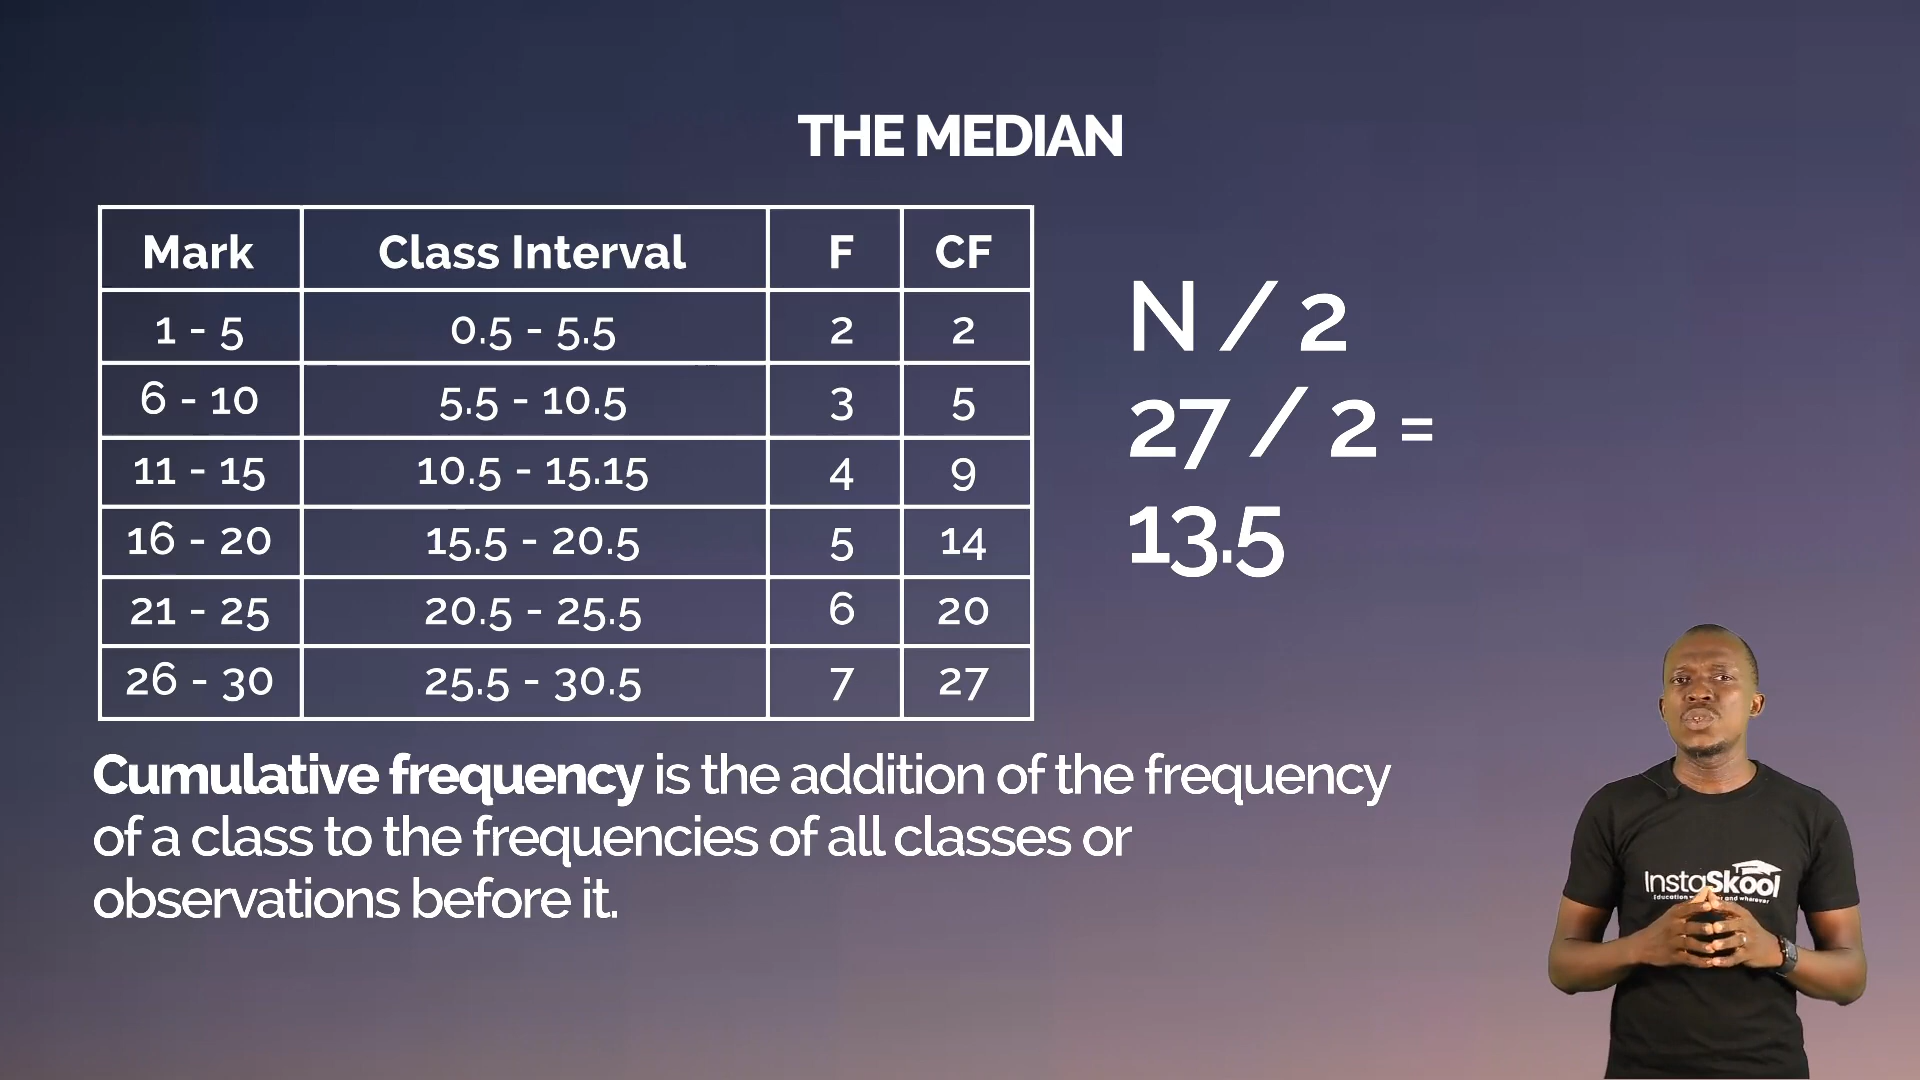 THE MEDIAN
Mark Class Interval F CF
1 - 5 0.5 - 5.5 2 2
6 - 10 5.5 - 10.5 3 5
11 - 15 10.5 - 15.15 4 9
16 - 20 15.5 - 20.5 5 14
21 - 25 20.5 - 25.5 6 20
26 - 30 25.5 - 30.5 7 27
N / 2
27 / 2 =
13.5
Cumulative frequency is the addition of the frequency
of a class to the frequencies of all classes or
observations before it.
InstaSkool
Education and wherever